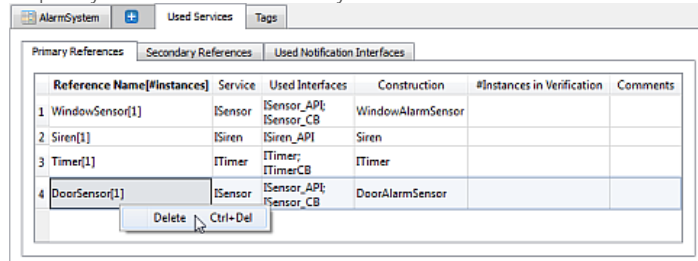 AlarmSystem Used Services Tags
Primary References Secondary References Used Notification Interfaces
Reference Name[#instances] Service Used Interfaces Construction #Instances in Verification Comments
1 WindowSensor[1] ISensor ISensor_API; ISensor_CB WindowAlarmSensor
2 Siren[1] ISiren ISiren_API Siren
3 Timer[1] ITimer ITimer; ITimerCB ITimer
4 DoorSensor[1] ISensor ISensor_API; ISensor_CB DoorAlarmSensor
Delete Ctrl+Del